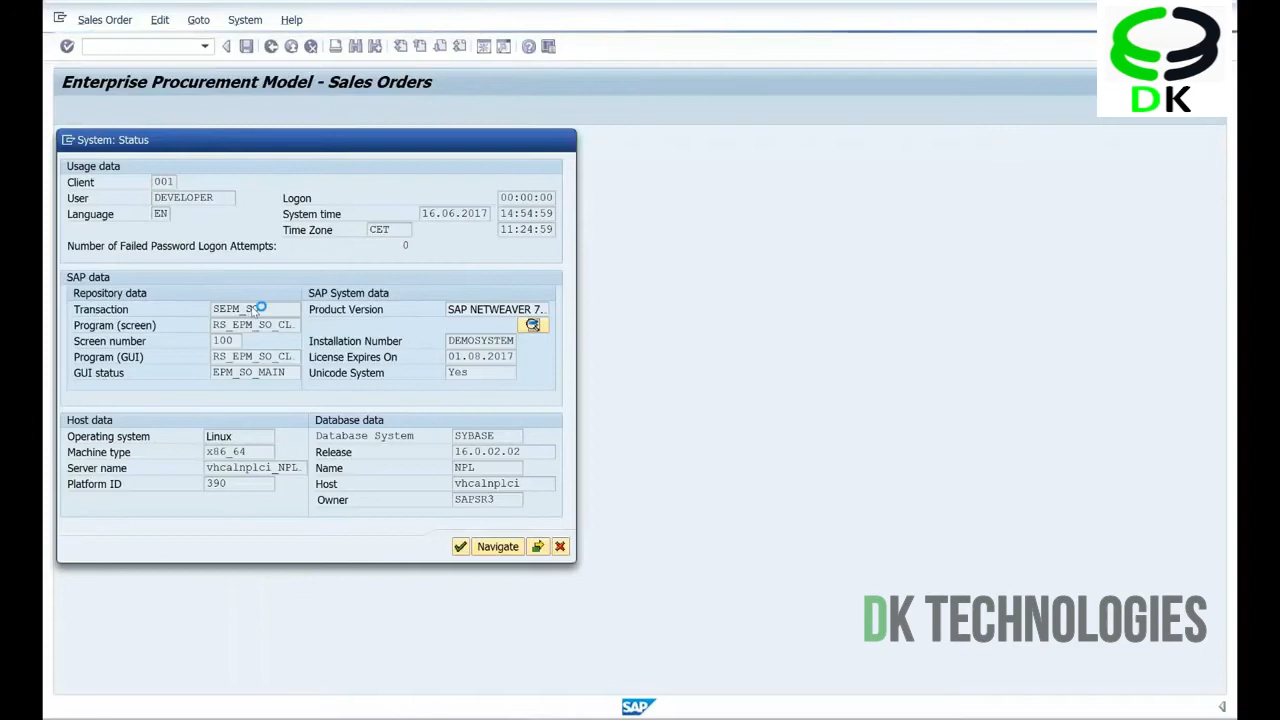 Sales Order Edit Goto System Help
Enterprise Procurement Model - Sales Orders
DK
System: Status
Usage data
Client 001
User DEVELOPER Logon 00:00:00
Language EN System time 16.06.2017 14:54:59
Time Zone CET 11:24:59
Number of Failed Password Logon Attempts: 0
SAP data
Repository data SAP System data
Transaction Product Version SAP NETWEAVER 7..
Program (screen) RS_EPM_SO_CL.
Screen number 100 Installation Number DEMOSYSTEM
Program (GUI) RS_EPM_SO_CL. License Expires On 01.08.2017
GUI status EPM_SO_MAIN Unicode System Yes
Host data Database data
Operating system Linux Database System SYBASE
Machine type x86_64 Release 16.0.02.02
Server name vhcalnplci_NPL. Name NPL
Platform ID 390 Host vhcalnplci
Owner SAPSR3
Navigate
DK TECHNOLOGIES
SAP